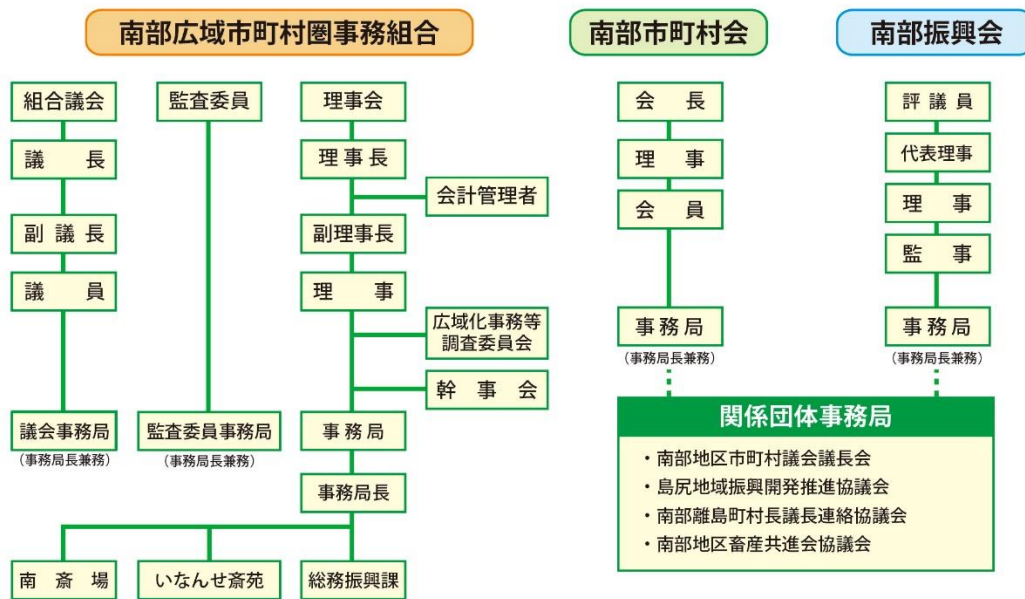 南部広域市町村圏事務組合
組合議会
議長
副議長
議員
議会事務局
(事務局長兼務)
監査委員
監査委員事務局
(事務局長兼務)
理事会
理事長
会計管理者
副理事長
理事
広域化事務等
調査委員会
幹事会
事務局
事務局長
南斎場
いなんせ斎苑
総務振興課
南部市町村会
会長
理事
会員
事務局
(事務局長兼務)
南部振興会
評議員
代表理事
理事
監事
事務局
(事務局長兼務)
関係団体事務局
・南部地区市町村議会議長会
・島尻地域振興開発推進協議会
・南部離島町村長議長連絡協議会
・南部地区畜産共進会協議会